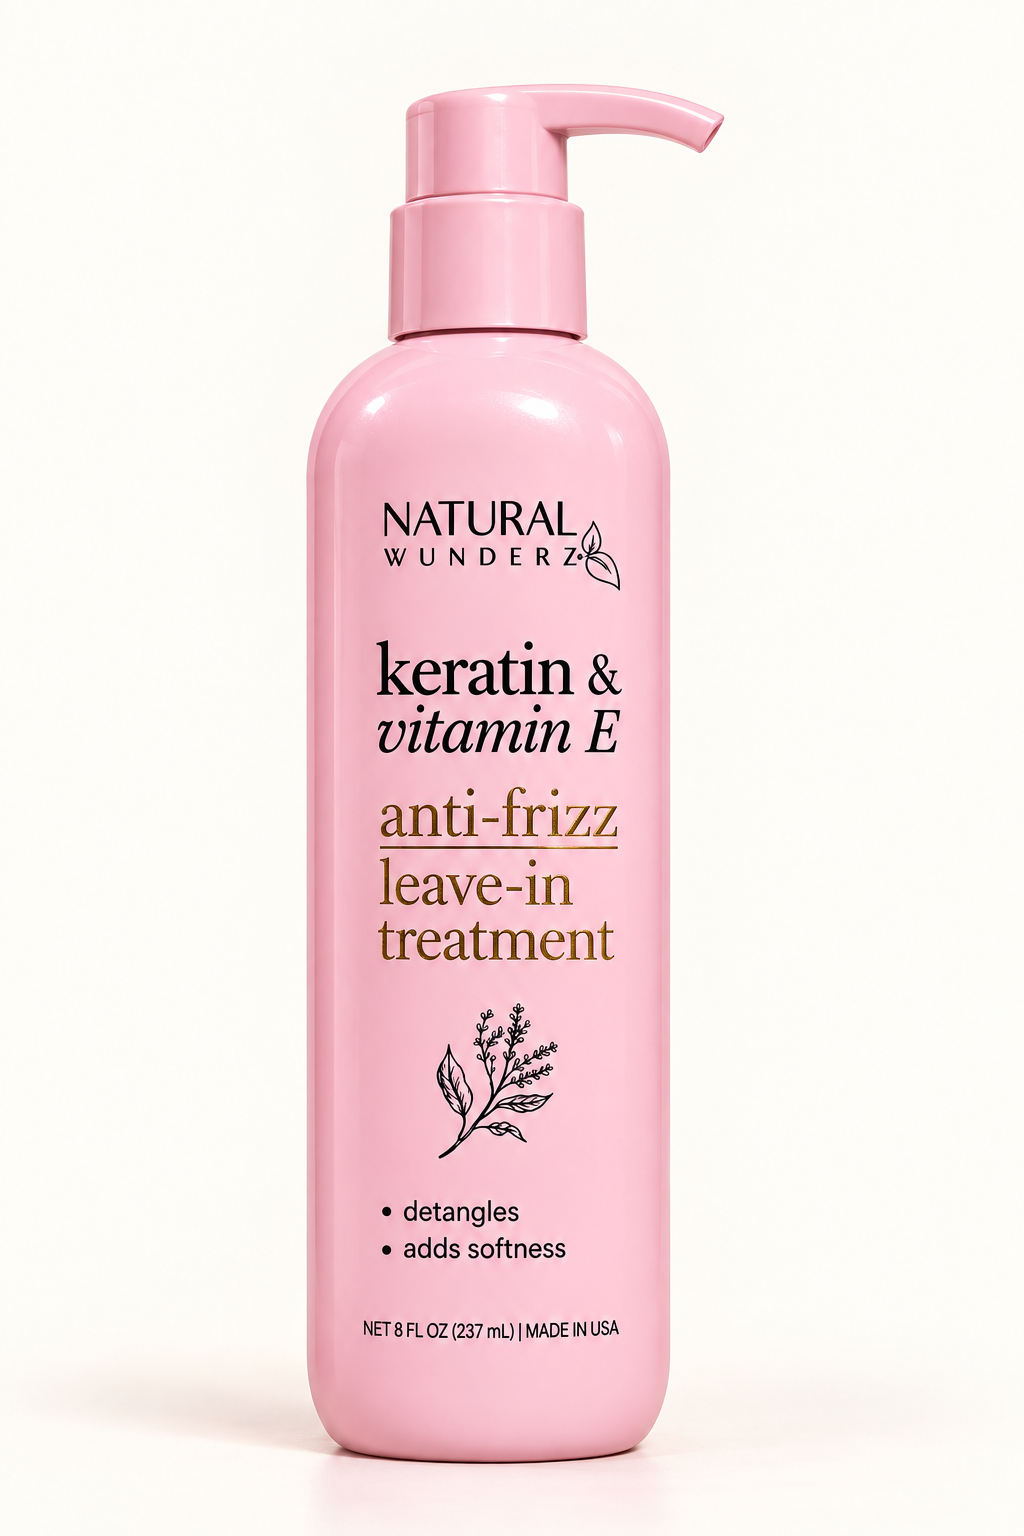 NATURAL
WUNDERZ
keratin &
vitamin E
anti-frizz
leave-in
treatment
• detangles
• adds softness
NET 8 FL OZ (237 mL) | MADE IN USA